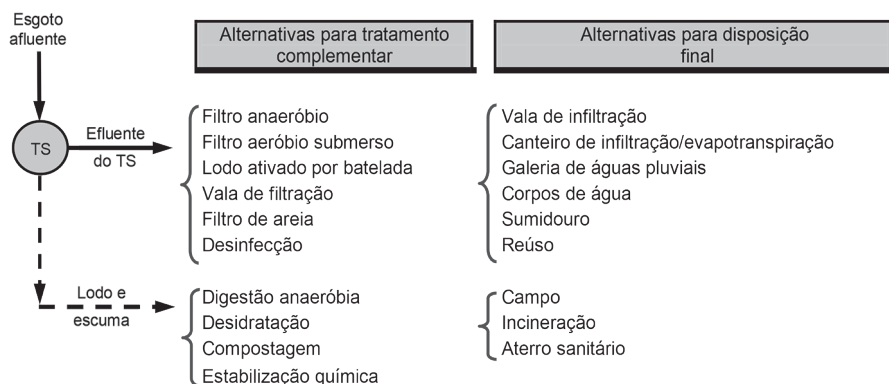 Esgoto
afluente
Alternativas para tratamento
complementar
Alternativas para disposição
final
TS
Efluente
do TS
Filtro anaeróbio
Filtro aeróbio submerso
Lodo ativado por batelada
Vala de filtração
Filtro de areia
Desinfecção
Vala de infiltração
Canteiro de infiltração/evapotranspiração
Galeria de águas pluviais
Corpos de água
Sumidouro
Reúso
Lodo e
escuma
Digestão anaeróbia
Desidratação
Compostagem
Estabilização química
Campo
Incineração
Aterro sanitário